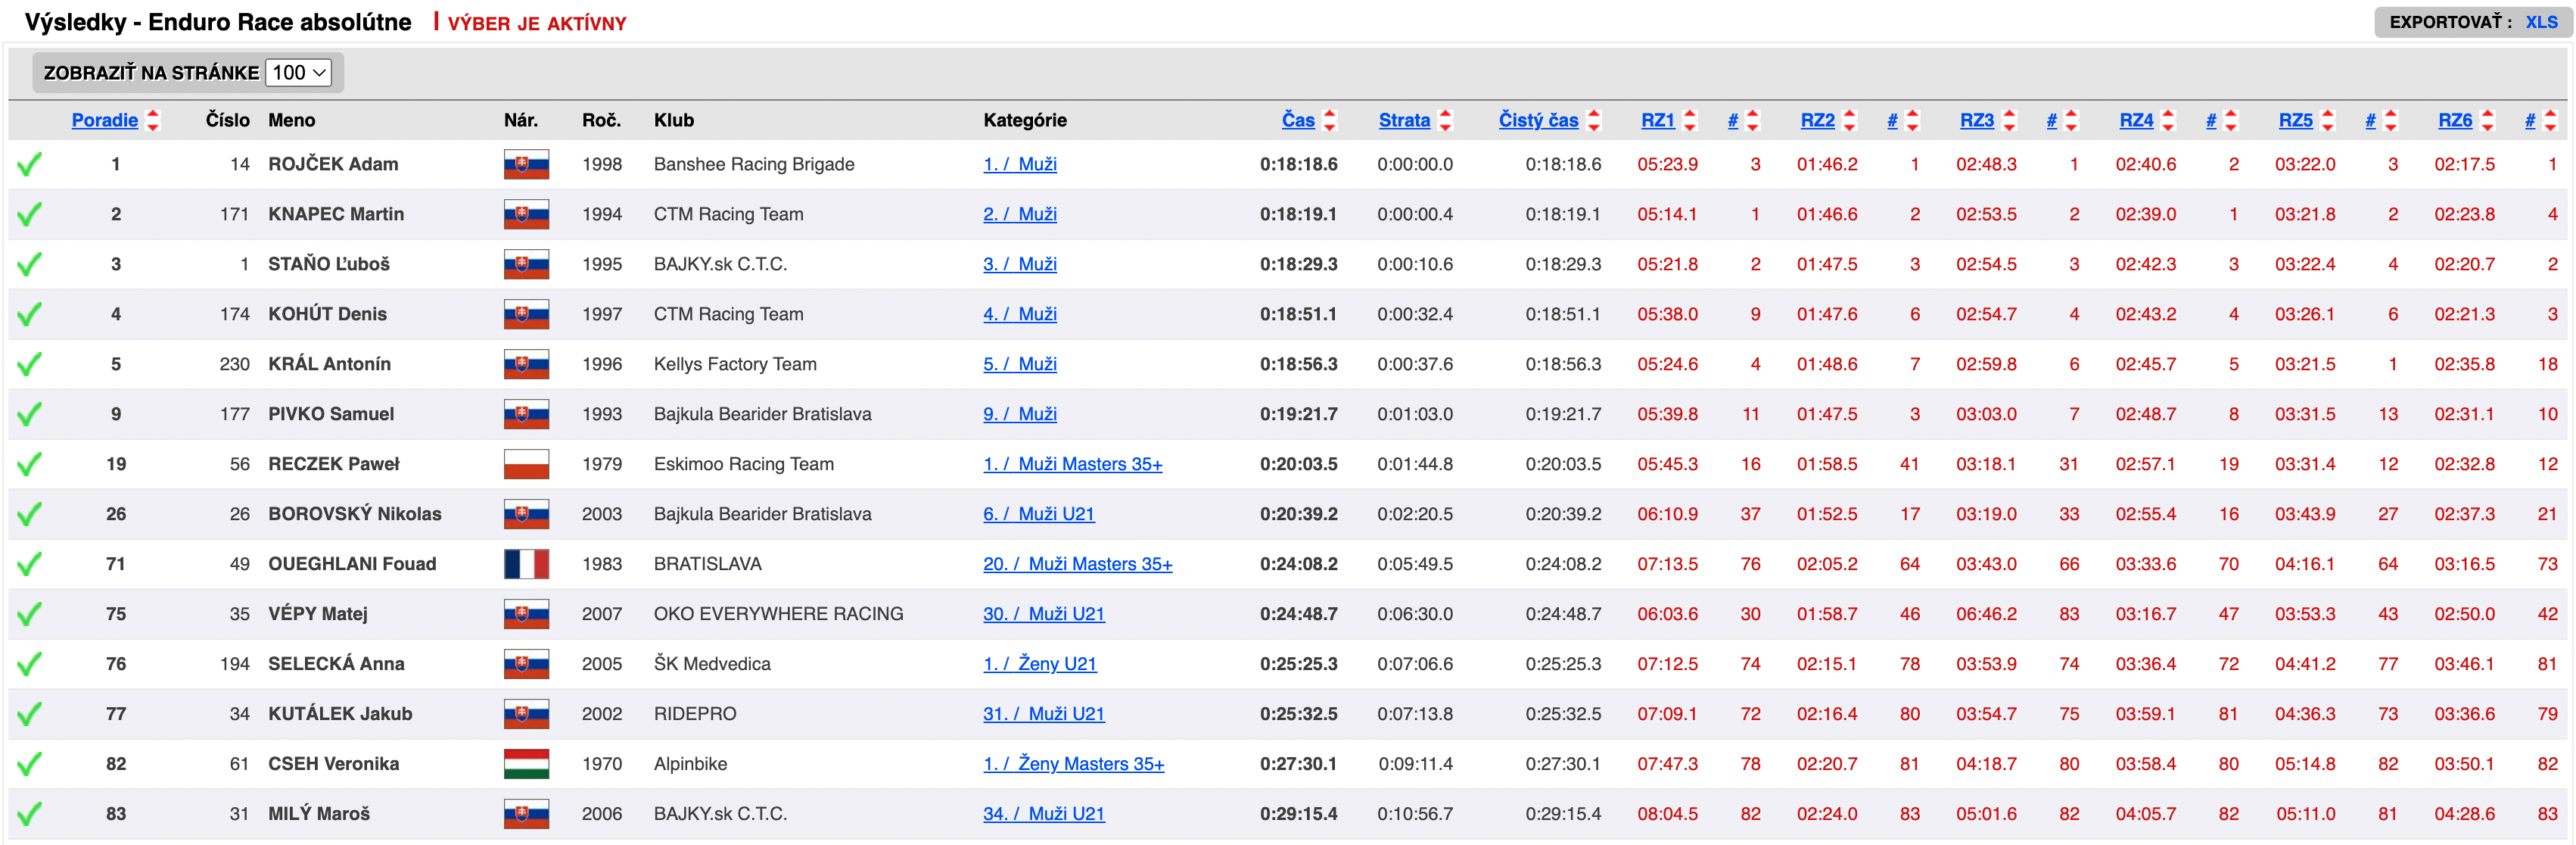 Výsledky - Enduro Race absolútne | VÝBER JE AKTÍVNY EXPORTOVAŤ : XLS
ZOBRAZIŤ NA STRÁNKE 100
Poradie Číslo Meno Nár. Roč. Klub Kategórie Čas Strata Čistý čas RZ1 # RZ2 # RZ3 # RZ4 # RZ5 # RZ6 #
1 14 ROJČEK Adam 1998 Banshee Racing Brigade 1. / Muži 0:18:18.6 0:00:00.0 0:18:18.6 05:23.9 3 01:46.2 1 02:48.3 1 02:40.6 2 03:22.0 3 02:17.5 1
2 171 KNAPEC Martin 1994 CTM Racing Team 2. / Muži 0:18:19.1 0:00:00.4 0:18:19.1 05:14.1 1 01:46.6 2 02:53.5 2 02:39.0 1 03:21.8 2 02:23.8 4
3 1 STAŇO Ľuboš 1995 BAJKY.sk C.T.C. 3. / Muži 0:18:29.3 0:00:10.6 0:18:29.3 05:21.8 2 01:47.5 3 02:54.5 3 02:42.3 3 03:22.4 4 02:20.7 2
4 174 KOHÚT Denis 1997 CTM Racing Team 4. / Muži 0:18:51.1 0:00:32.4 0:18:51.1 05:38.0 9 01:47.6 6 02:54.7 4 02:43.2 4 03:26.1 6 02:21.3 3
5 230 KRÁL Antonín 1996 Kellys Factory Team 5. / Muži 0:18:56.3 0:00:37.6 0:18:56.3 05:24.6 4 01:48.6 7 02:59.8 6 02:45.7 5 03:21.5 1 02:35.8 18
9 177 PIVKO Samuel 1993 Bajkula Bearider Bratislava 9. / Muži 0:19:21.7 0:01:03.0 0:19:21.7 05:39.8 11 01:47.5 3 03:03.0 7 02:48.7 8 03:31.5 13 02:31.1 10
19 56 RECZEK Paweł 1979 Eskimoo Racing Team 1. / Muži Masters 35+ 0:20:03.5 0:01:44.8 0:20:03.5 05:45.3 16 01:58.5 41 03:18.1 31 02:57.1 19 03:31.4 12 02:32.8 12
26 26 BOROVSKÝ Nikolas 2003 Bajkula Bearider Bratislava 6. / Muži U21 0:20:39.2 0:02:20.5 0:20:39.2 06:10.9 37 01:52.5 17 03:19.0 33 02:55.4 16 03:43.9 27 02:37.3 21
71 49 OUEGHLANI Fouad 1983 BRATISLAVA 20. / Muži Masters 35+ 0:24:08.2 0:05:49.5 0:24:08.2 07:13.5 76 02:05.2 64 03:43.0 66 03:33.6 70 04:16.1 64 03:16.5 73
75 35 VÉPY Matej 2007 OKO EVERYWHERE RACING 30. / Muži U21 0:24:48.7 0:06:30.0 0:24:48.7 06:03.6 30 01:58.7 46 06:46.2 83 03:16.7 47 03:53.3 43 02:50.0 42
76 194 SELECKÁ Anna 2005 ŠK Medvedica 1. / Ženy U21 0:25:25.3 0:07:06.6 0:25:25.3 07:12.5 74 02:15.1 78 03:53.9 74 03:36.4 72 04:41.2 77 03:46.1 81
77 34 KUTÁLEK Jakub 2002 RIDEPRO 31. / Muži U21 0:25:32.5 0:07:13.8 0:25:32.5 07:09.1 72 02:16.4 80 03:54.7 75 03:59.1 81 04:36.3 73 03:36.6 79
82 61 CSEH Veronika 1970 Alpinbike 1. / Ženy Masters 35+ 0:27:30.1 0:09:11.4 0:27:30.1 07:47.3 78 02:20.7 81 04:18.7 80 03:58.4 80 05:14.8 82 03:50.1 82
83 31 MILÝ Maroš 2006 BAJKY.sk C.T.C. 34. / Muži U21 0:29:15.4 0:10:56.7 0:29:15.4 08:04.5 82 02:24.0 83 05:01.6 82 04:05.7 82 05:11.0 81 04:28.6 83